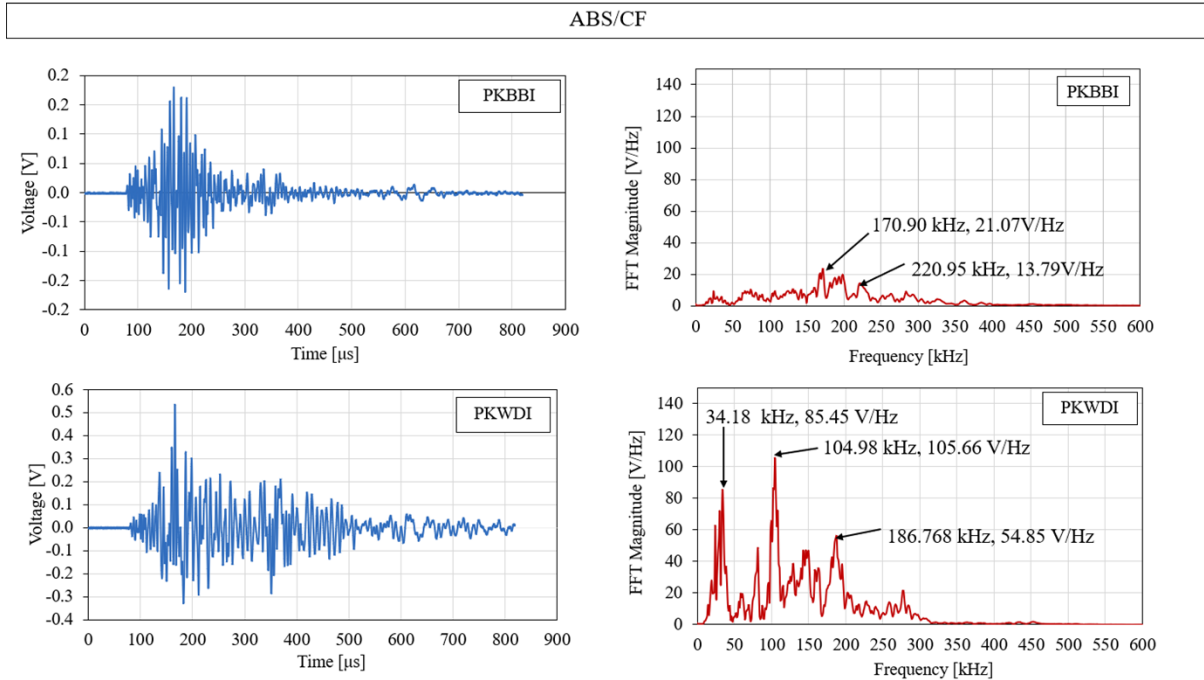 ABS/CF
PKBBI
Voltage [V]
0.2
0.2
0.1
0.1
0.0
-0.1
-0.1
-0.2
-0.2
0 100 200 300 400 500 600 700 800 900
Time [µs]
PKBBI
FFT Magnitude [V/Hz]
140
120
100
80
60
40
20
0
170.90 kHz, 21.07V/Hz
220.95 kHz, 13.79V/Hz
0 50 100 150 200 250 300 350 400 450 500 550 600
Frequency [kHz]
PKWDI
Voltage [V]
0.6
0.5
0.4
0.3
0.2
0.1
0.0
-0.1
-0.2
-0.3
-0.4
0 100 200 300 400 500 600 700 800 900
Time [µs]
PKWDI
FFT Magnitude [V/Hz]
140
120
100
80
60
40
20
0
34.18 kHz, 85.45 V/Hz
104.98 kHz, 105.66 V/Hz
186.768 kHz, 54.85 V/Hz
0 50 100 150 200 250 300 350 400 450 500 550 600
Frequency [kHz]